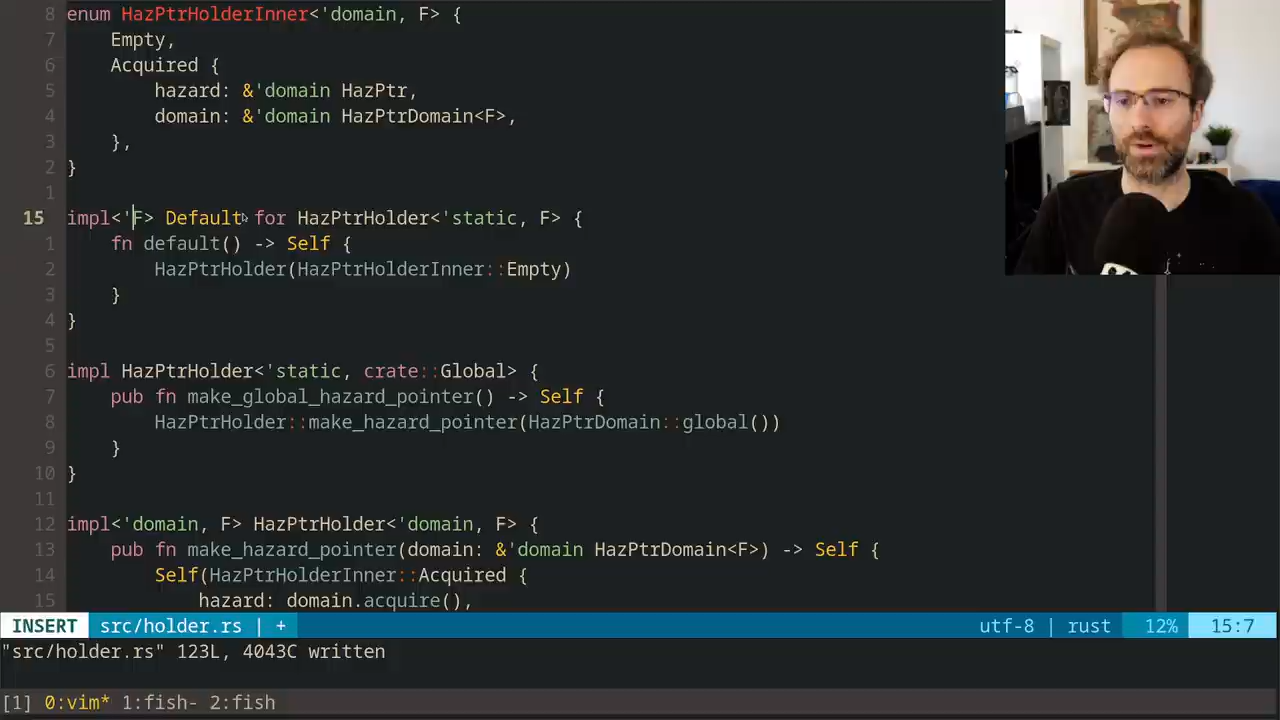 8 enum HazPtrHolderInner<'domain, F> {
7 Empty,
6 Acquired {
5 hazard: &'domain HazPtr,
4 domain: &'domain HazPtrDomain<F>,
3 },
2 }
1
15 impl<'F> Default for HazPtrHolder<'static, F> {
1 fn default() -> Self {
2 HazPtrHolder(HazPtrHolderInner::Empty)
3 }
4 }
5
6 impl HazPtrHolder<'static, crate::Global> {
7 pub fn make_global_hazard_pointer() -> Self {
8 HazPtrHolder::make_hazard_pointer(HazPtrDomain::global())
9 }
10 }
11
12 impl<'domain, F> HazPtrHolder<'domain, F> {
13 pub fn make_hazard_pointer(domain: &'domain HazPtrDomain<F>) -> Self {
14 Self(HazPtrHolderInner::Acquired {
15 hazard: domain.acquire(),
INSERT src/holder.rs | + utf-8 | rust 12% 15:7
"src/holder.rs" 123L, 4043C written
[1] 0:vim* 1:fish- 2:fish